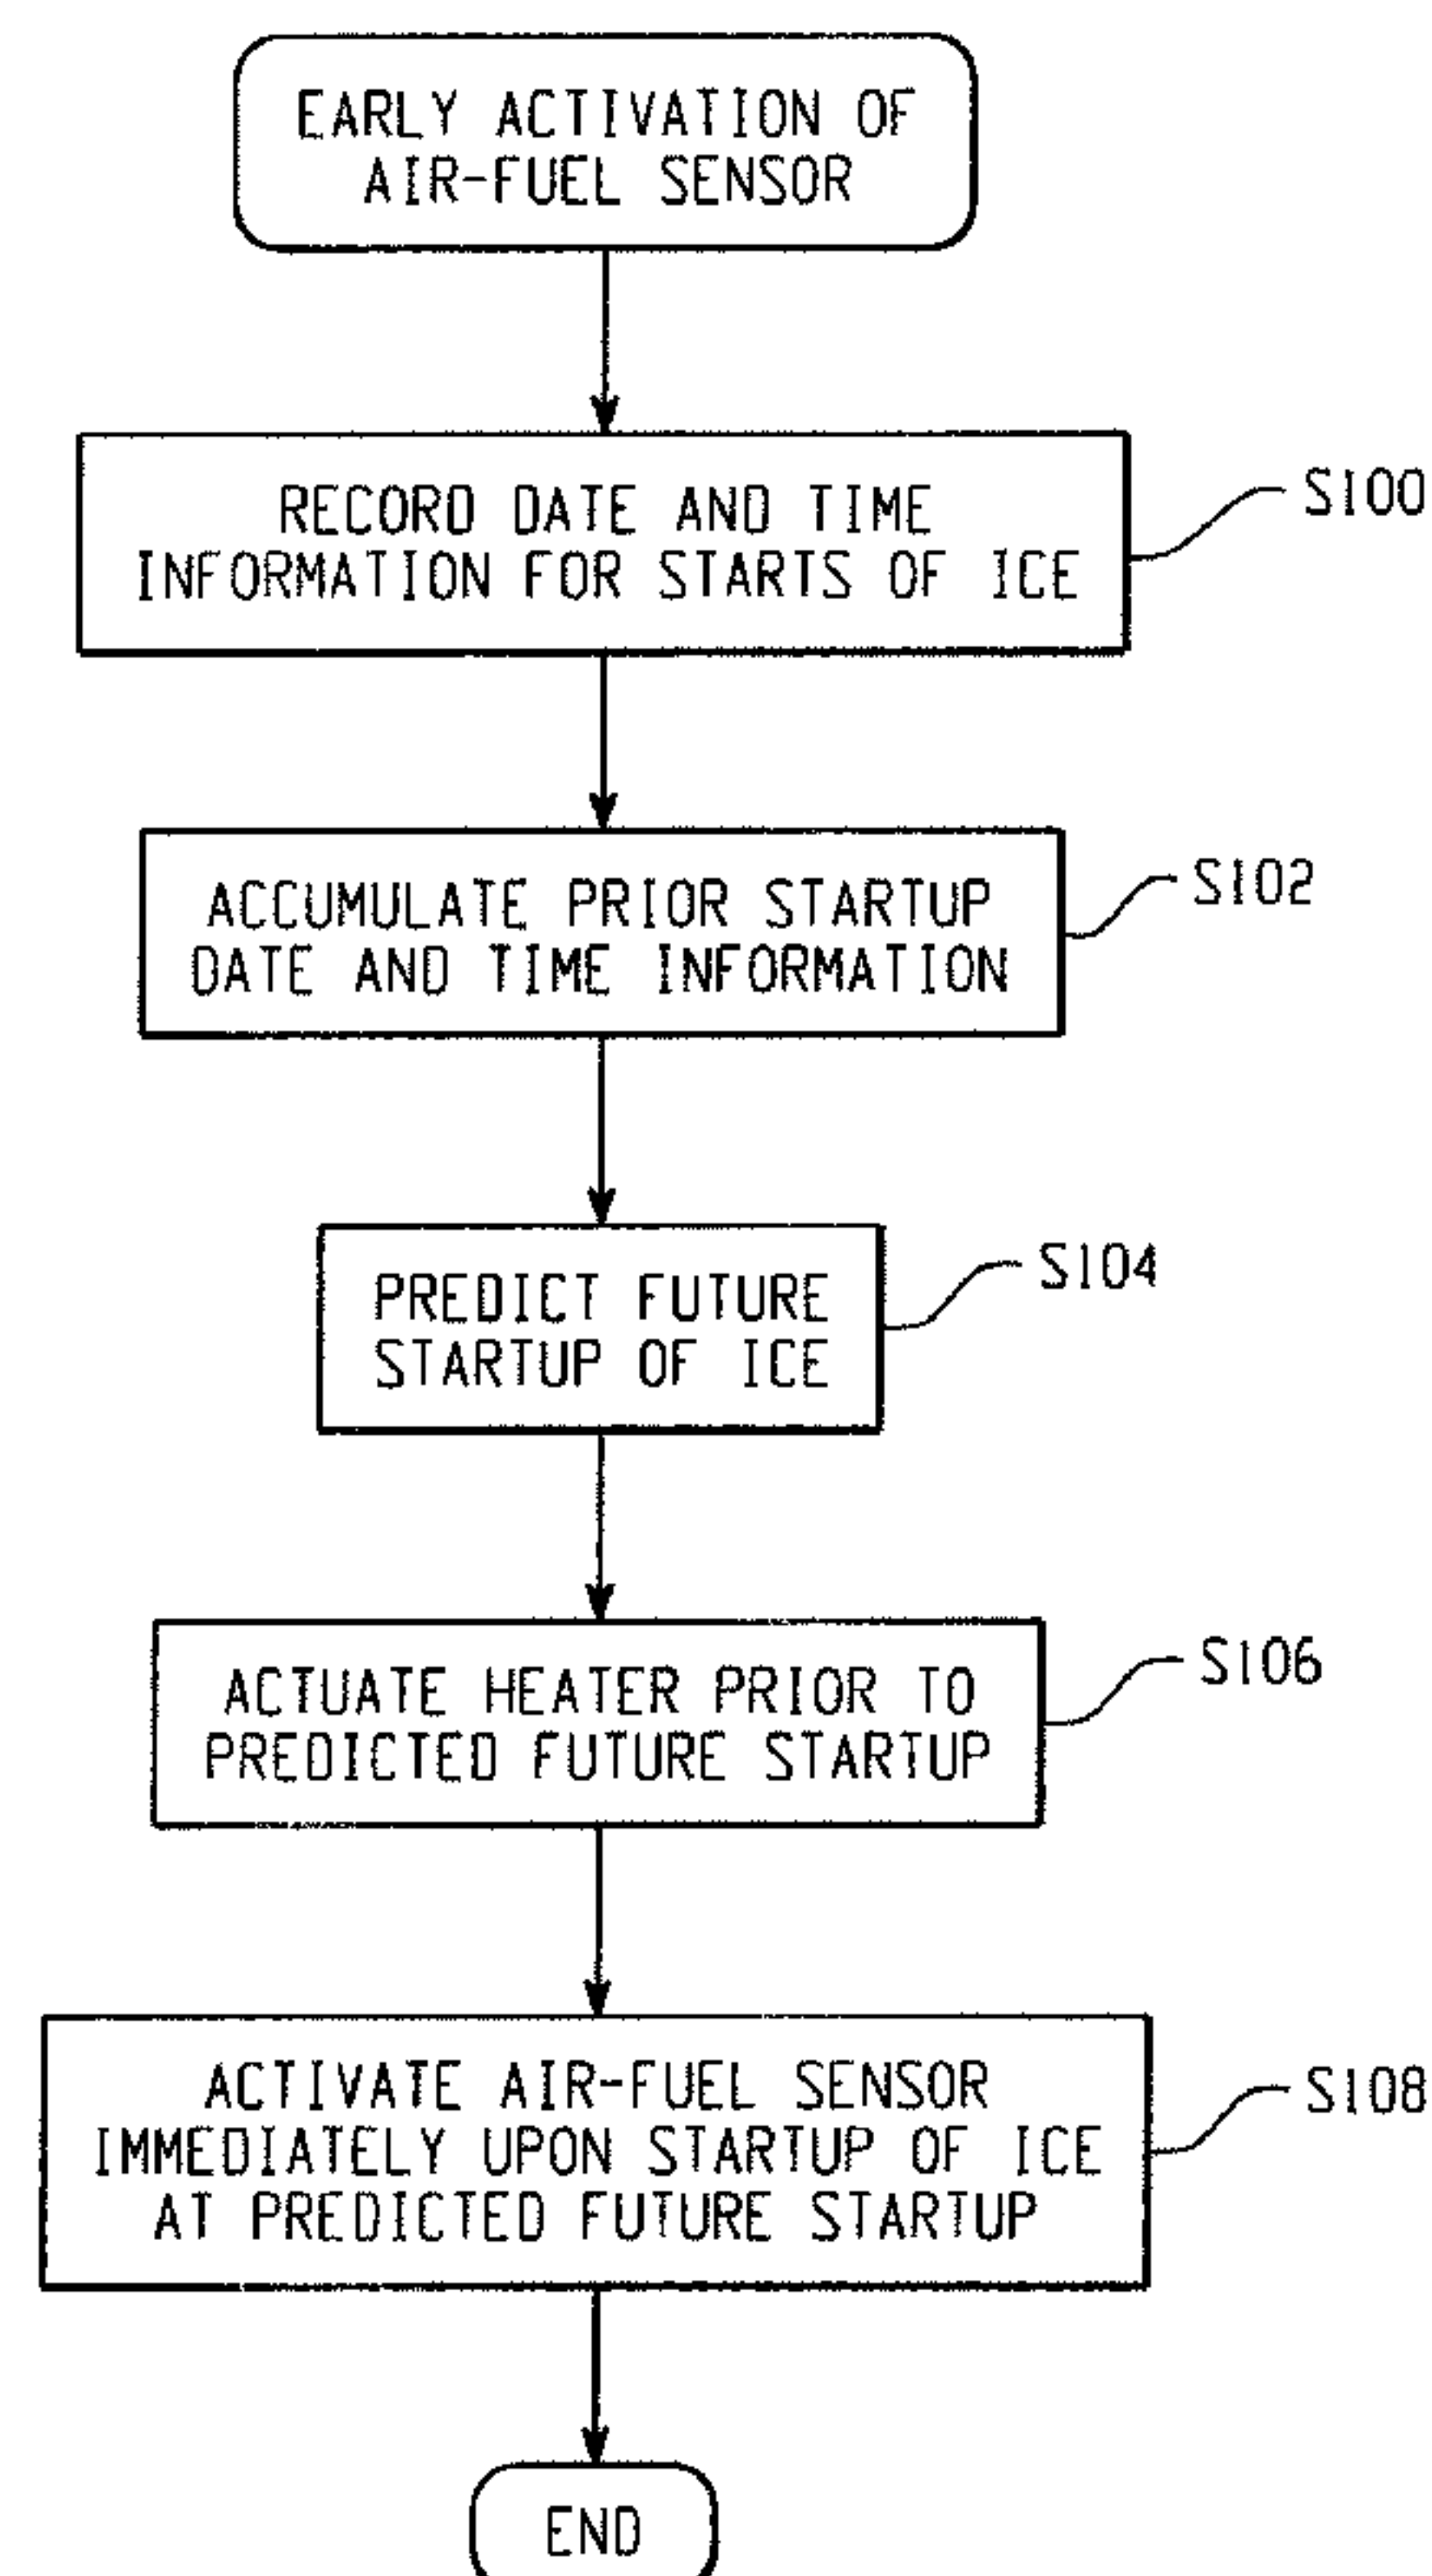 EARLY ACTIVATION OF
AIR-FUEL SENSOR
RECORD DATE AND TIME
INFORMATION FOR STARTS OF ICE
S100
ACCUMULATE PRIOR STARTUP
DATE AND TIME INFORMATION
S102
PREDICT FUTURE
STARTUP OF ICE
S104
ACTUATE HEATER PRIOR TO
PREDICTED FUTURE STARTUP
S106
ACTIVATE AIR-FUEL SENSOR
IMMEDIATELY UPON STARTUP OF ICE
AT PREDICTED FUTURE STARTUP
S108
END